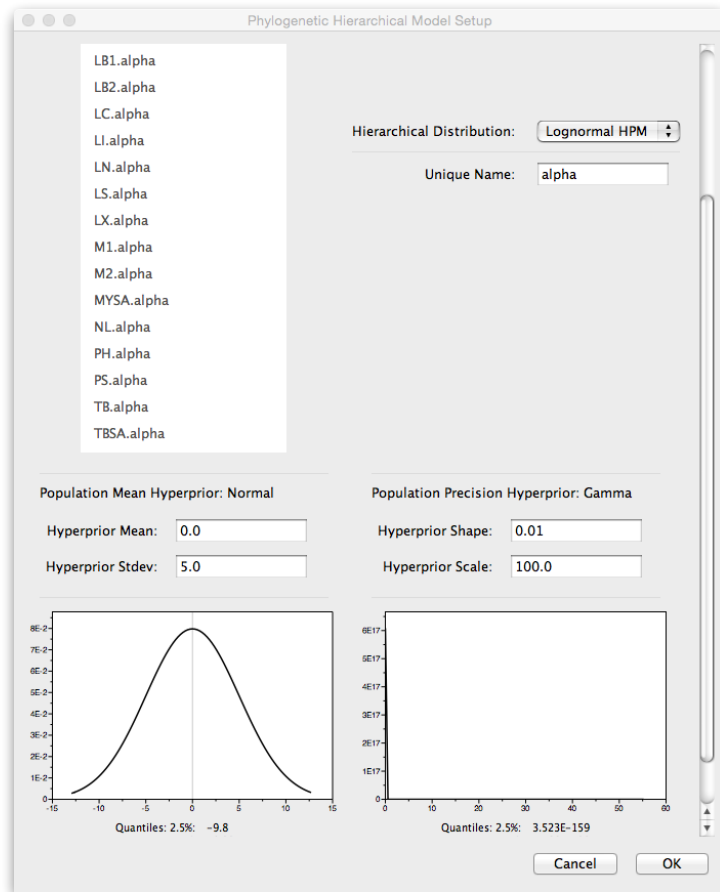 Phylogenetic Hierarchical Model Setup
LB1.alpha
LB2.alpha
LC.alpha
LI.alpha
LN.alpha
LS.alpha
LX.alpha
M1.alpha
M2.alpha
MYSA.alpha
NL.alpha
PH.alpha
PS.alpha
TB.alpha
TBSA.alpha
Hierarchical Distribution: Lognormal HPM
Unique Name: alpha
Population Mean Hyperprior: Normal
Hyperprior Mean: 0.0
Hyperprior Stdev: 5.0
Population Precision Hyperprior: Gamma
Hyperprior Shape: 0.01
Hyperprior Scale: 100.0
8E-2
7E-2
6E-2
5E-2
4E-2
3E-2
2E-2
1E-2
0
-15 -10 -5 0 5 10 15
Quantiles: 2.5%: -9.8
6E17
5E17
4E17
3E17
2E17
1E17
0
0 10 20 30 40 50 60
Quantiles: 2.5%: 3.523E-159
Cancel OK